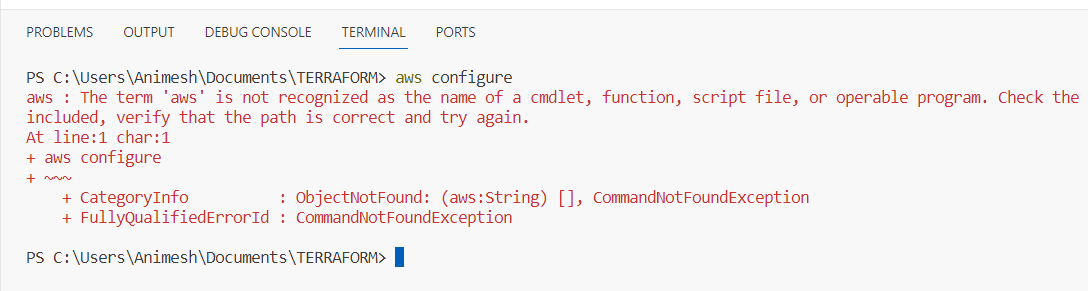 PROBLEMS OUTPUT DEBUG CONSOLE TERMINAL PORTS
PS C:\Users\Animesh\Documents\TERRAFORM> aws configure
aws : The term 'aws' is not recognized as the name of a cmdlet, function, script file, or operable program. Check the
included, verify that the path is correct and try again.
At line:1 char:1
+ aws configure
+ ~~~
    + CategoryInfo          : ObjectNotFound: (aws:String) [], CommandNotFoundException
    + FullyQualifiedErrorId : CommandNotFoundException
PS C:\Users\Animesh\Documents\TERRAFORM>